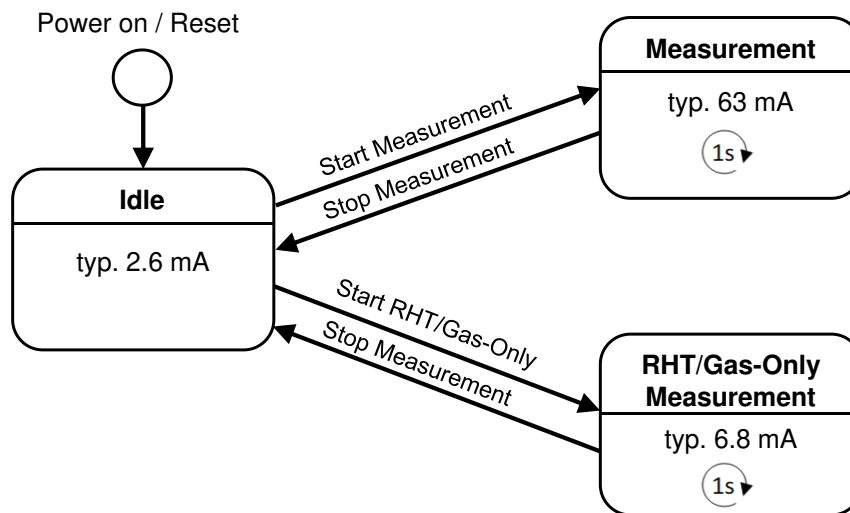 Power on / Reset
Idle
typ. 2.6 mA
Start Measurement
Stop Measurement
Measurement
typ. 63 mA
1s
Start RHT/Gas-Only
Stop Measurement
RHT/Gas-Only
Measurement
typ. 6.8 mA
1s